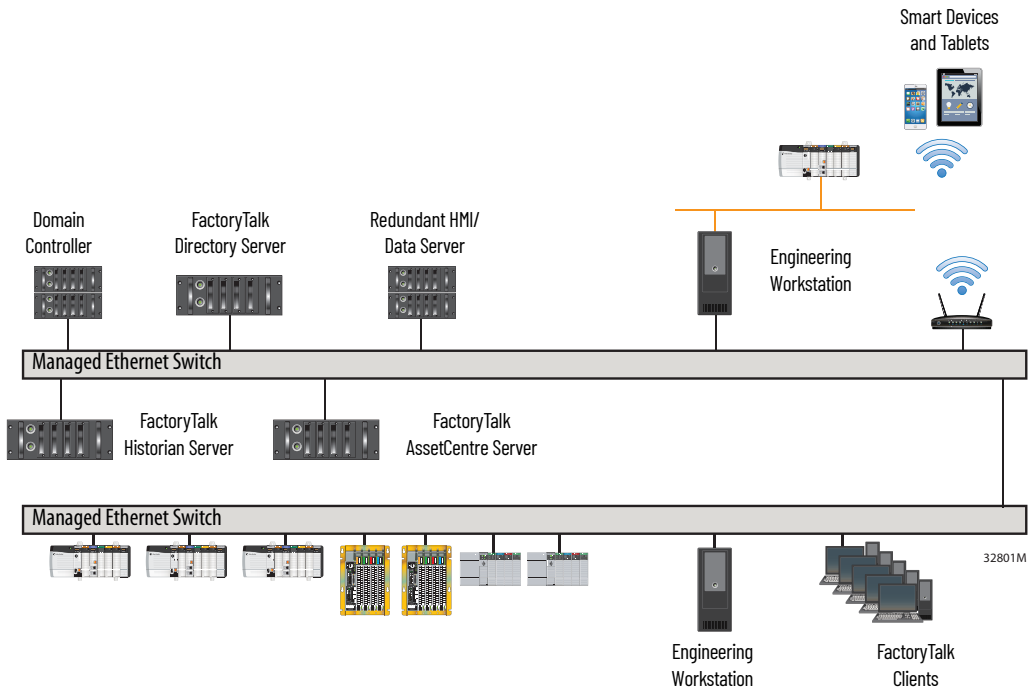 Smart Devices
and Tablets
Domain
Controller
FactoryTalk
Directory Server
Redundant HMI/
Data Server
Engineering
Workstation
Managed Ethernet Switch
FactoryTalk
Historian Server
FactoryTalk
AssetCentre Server
Managed Ethernet Switch
32801M
Engineering
Workstation
FactoryTalk
Clients